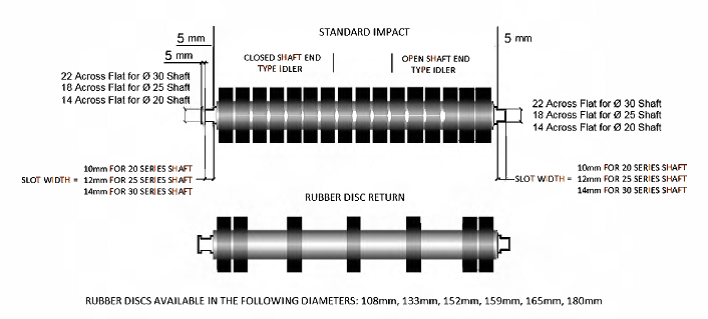 STANDARD IMPACT
5 mm
5 mm
5 mm
CLOSED SHAFT END
TYPE IDLER
OPEN SHAFT END
TYPE IDLER
22 Across Flat for Ø 30 Shaft
18 Across Flat for Ø 25 Shaft
14 Across Flat for Ø 20 Shaft
22 Across Flat for Ø 30 Shaft
18 Across Flat for Ø 25 Shaft
14 Across Flat for Ø 20 Shaft
10mm FOR 20 SERIES SHAFT
SLOT WIDTH = 12mm FOR 25 SERIES SHAFT
14mm FOR 30 SERIES SHAFT
10mm FOR 20 SERIES SHAFT
SLOT WIDTH = 12mm FOR 25 SERIES SHAFT
14mm FOR 30 SERIES SHAFT
RUBBER DISC RETURN
RUBBER DISCS AVAILABLE IN THE FOLLOWING DIAMETERS: 108mm, 133mm, 152mm, 159mm, 165mm, 180mm